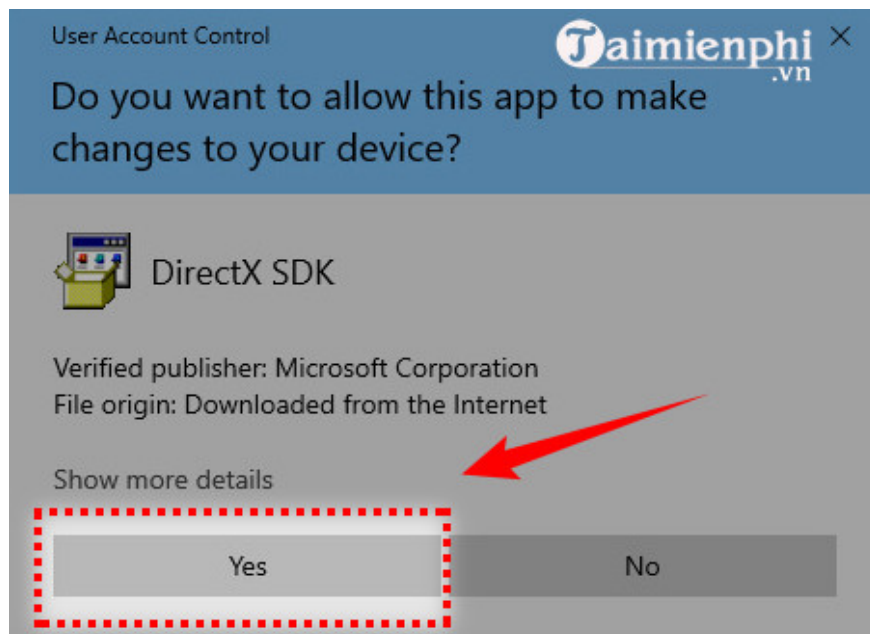 User Account Control
Taimienphi
.vn
Do you want to allow this app to make
changes to your device?
DirectX SDK
Verified publisher: Microsoft Corporation
File origin: Downloaded from the Internet
Show more details
Yes
No